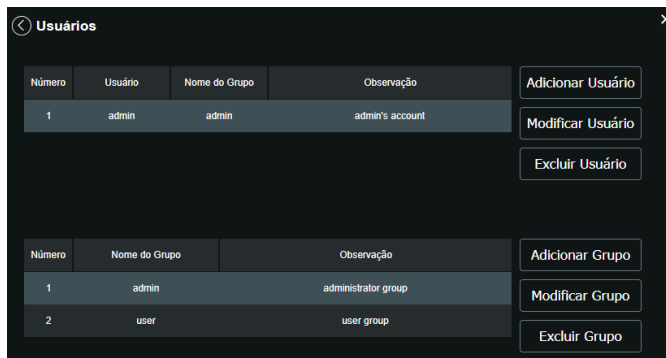 Usuários
Número Usuário Nome do Grupo Observação
1 admin admin admin's account
Adicionar Usuário
Modificar Usuário
Excluir Usuário
Número Nome do Grupo Observação
1 admin administrator group
2 user user group
Adicionar Grupo
Modificar Grupo
Excluir Grupo